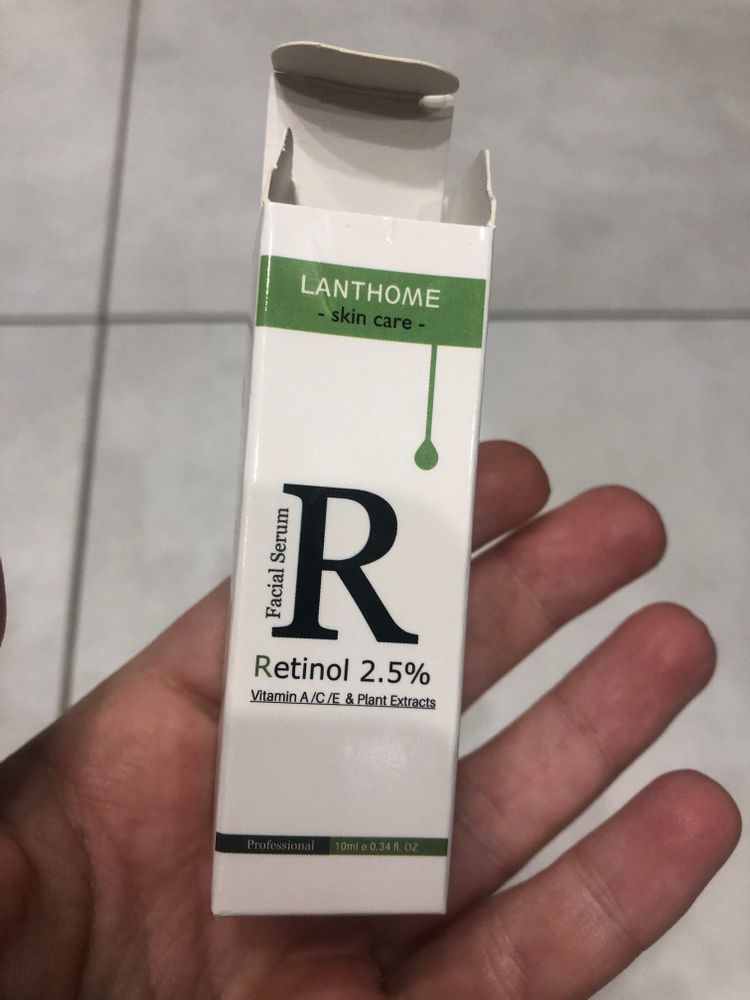 LANTHOME
- skin care -
Facial Serum
R
Retinol 2.5%
Vitamin A/C/E & Plant Extracts
Professional 10ml e 0.34 fl. OZ